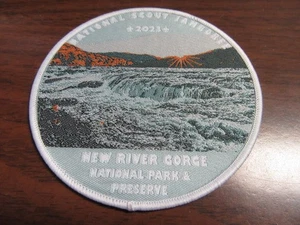 NATIONAL SCOUT JAMBOREE
★ 2023 ★
NEW RIVER GORGE
NATIONAL PARK &
PRESERVE